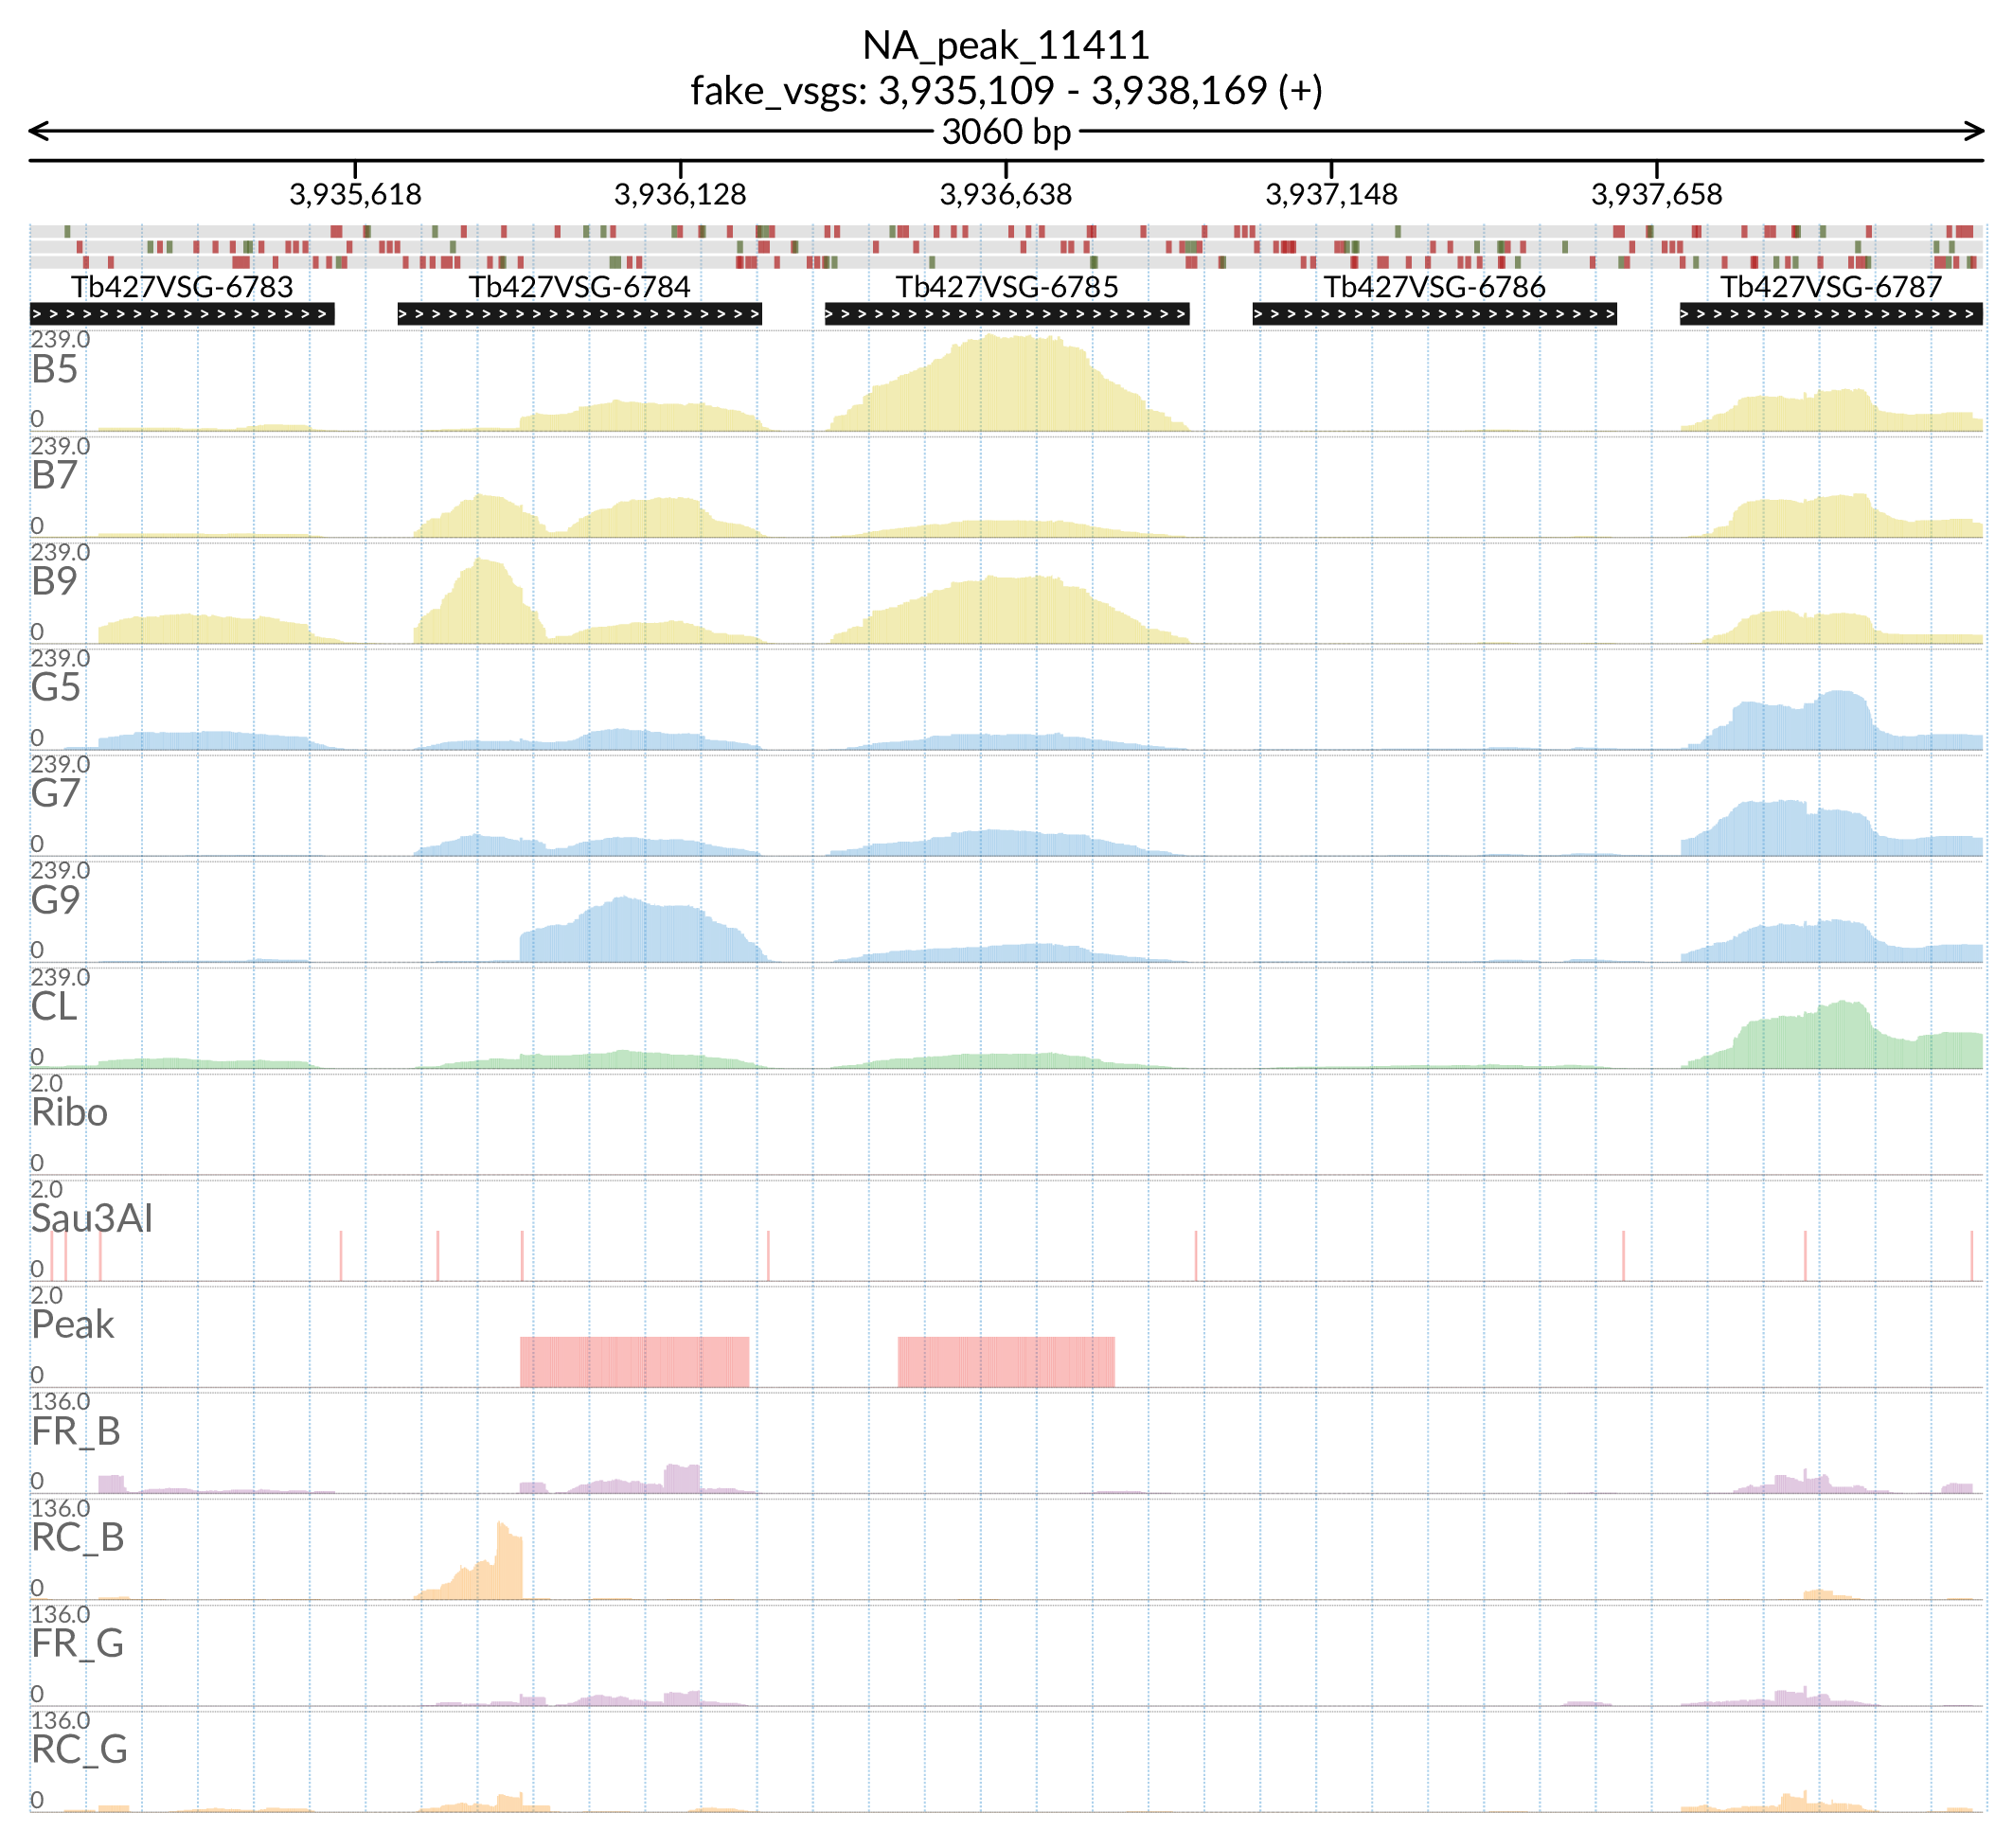 NA_peak_11411
fake_vsgs: 3,935,109 - 3,938,169 (+)
3060 bp
3,935,618 3,936,128 3,936,638 3,937,148 3,937,658
Tb427VSG-6783 Tb427VSG-6784 Tb427VSG-6785 Tb427VSG-6786 Tb427VSG-6787
239.0
B5
0
239.0
B7
0
239.0
B9
0
239.0
G5
0
239.0
G7
0
239.0
G9
0
239.0
CL
0
2.0
Ribo
0
2.0
Sau3AI
0
2.0
Peak
0
136.0
FR_B
0
136.0
RC_B
0
136.0
FR_G
0
136.0
RC_G
0